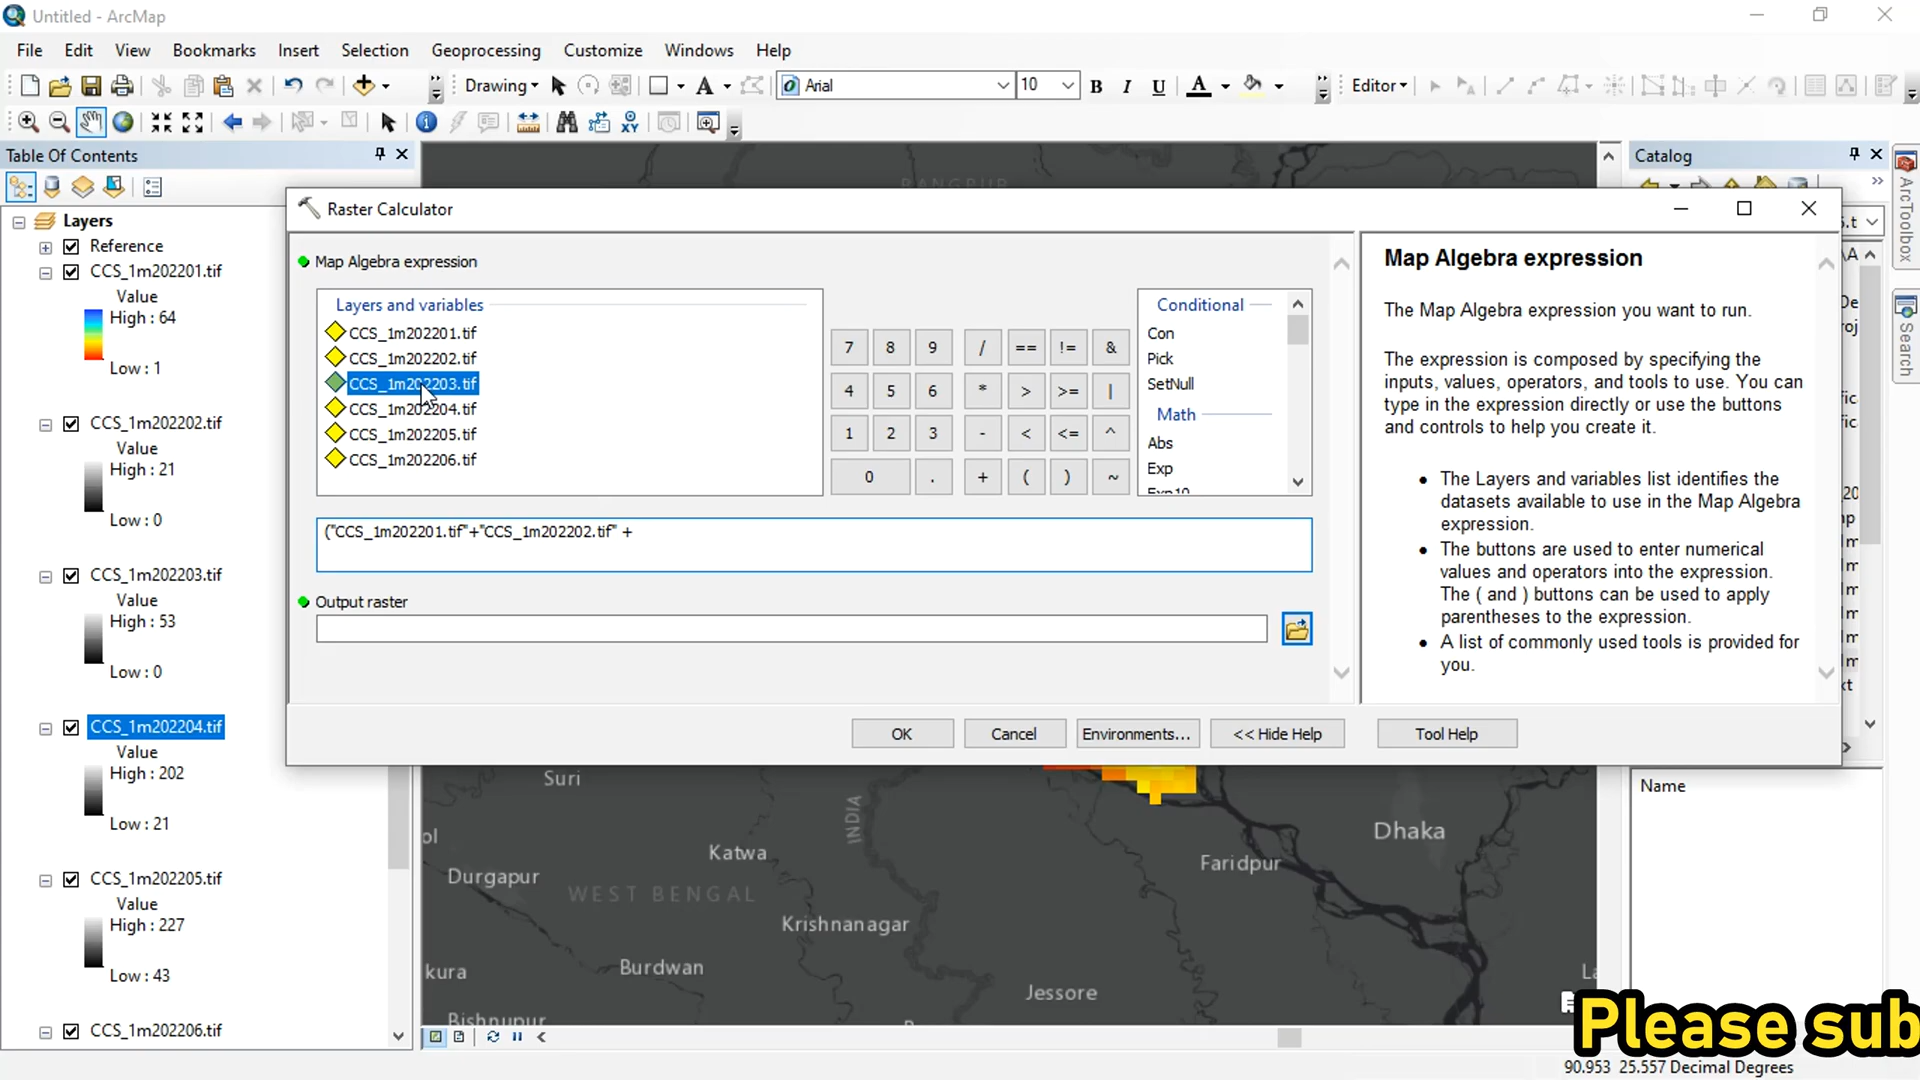 Untitled - ArcMap
File Edit View Bookmarks Insert Selection Geoprocessing Customize Windows Help
Drawing Arial 10 B I U A Editor
Table Of Contents
Catalog
ArcToolbox
Search
Layers
Reference
CCS_1m202201.tif
Value
High : 64
Low : 1
CCS_1m202202.tif
Value
High : 21
Low : 0
CCS_1m202203.tif
Value
High : 53
Low : 0
CCS_1m202204.tif
Value
High : 202
Low : 21
CCS_1m202205.tif
Value
High : 227
Low : 43
CCS_1m202206.tif
Raster Calculator
Map Algebra expression
Layers and variables
CCS_1m202201.tif
CCS_1m202202.tif
CCS_1m202203.tif
CCS_1m202204.tif
CCS_1m202205.tif
CCS_1m202206.tif
7 8 9 / == != &
4 5 6 * > >= |
1 2 3 - < <= ^
0 . + ( ) ~
Conditional
Con
Pick
SetNull
Math
Abs
Exp
Exp10
("CCS_1m202201.tif"+"CCS_1m202202.tif" +
Output raster
OK Cancel Environments... << Hide Help Tool Help
Map Algebra expression
The Map Algebra expression you want to run.
The expression is composed by specifying the
inputs, values, operators, and tools to use. You can
type in the expression directly or use the buttons
and controls to help you create it.
• The Layers and variables list identifies the
datasets available to use in the Map Algebra
expression.
• The buttons are used to enter numerical
values and operators into the expression.
The ( and ) buttons can be used to apply
parentheses to the expression.
• A list of commonly used tools is provided for
you.
Name
RANGPUR
Suri
INDIA
Dhaka
Katwa
Faridpur
Durgapur
WEST BENGAL
Krishnanagar
kura
Burdwan
Jessore
Bishnupur
Please sub
90.953 25.557 Decimal Degrees